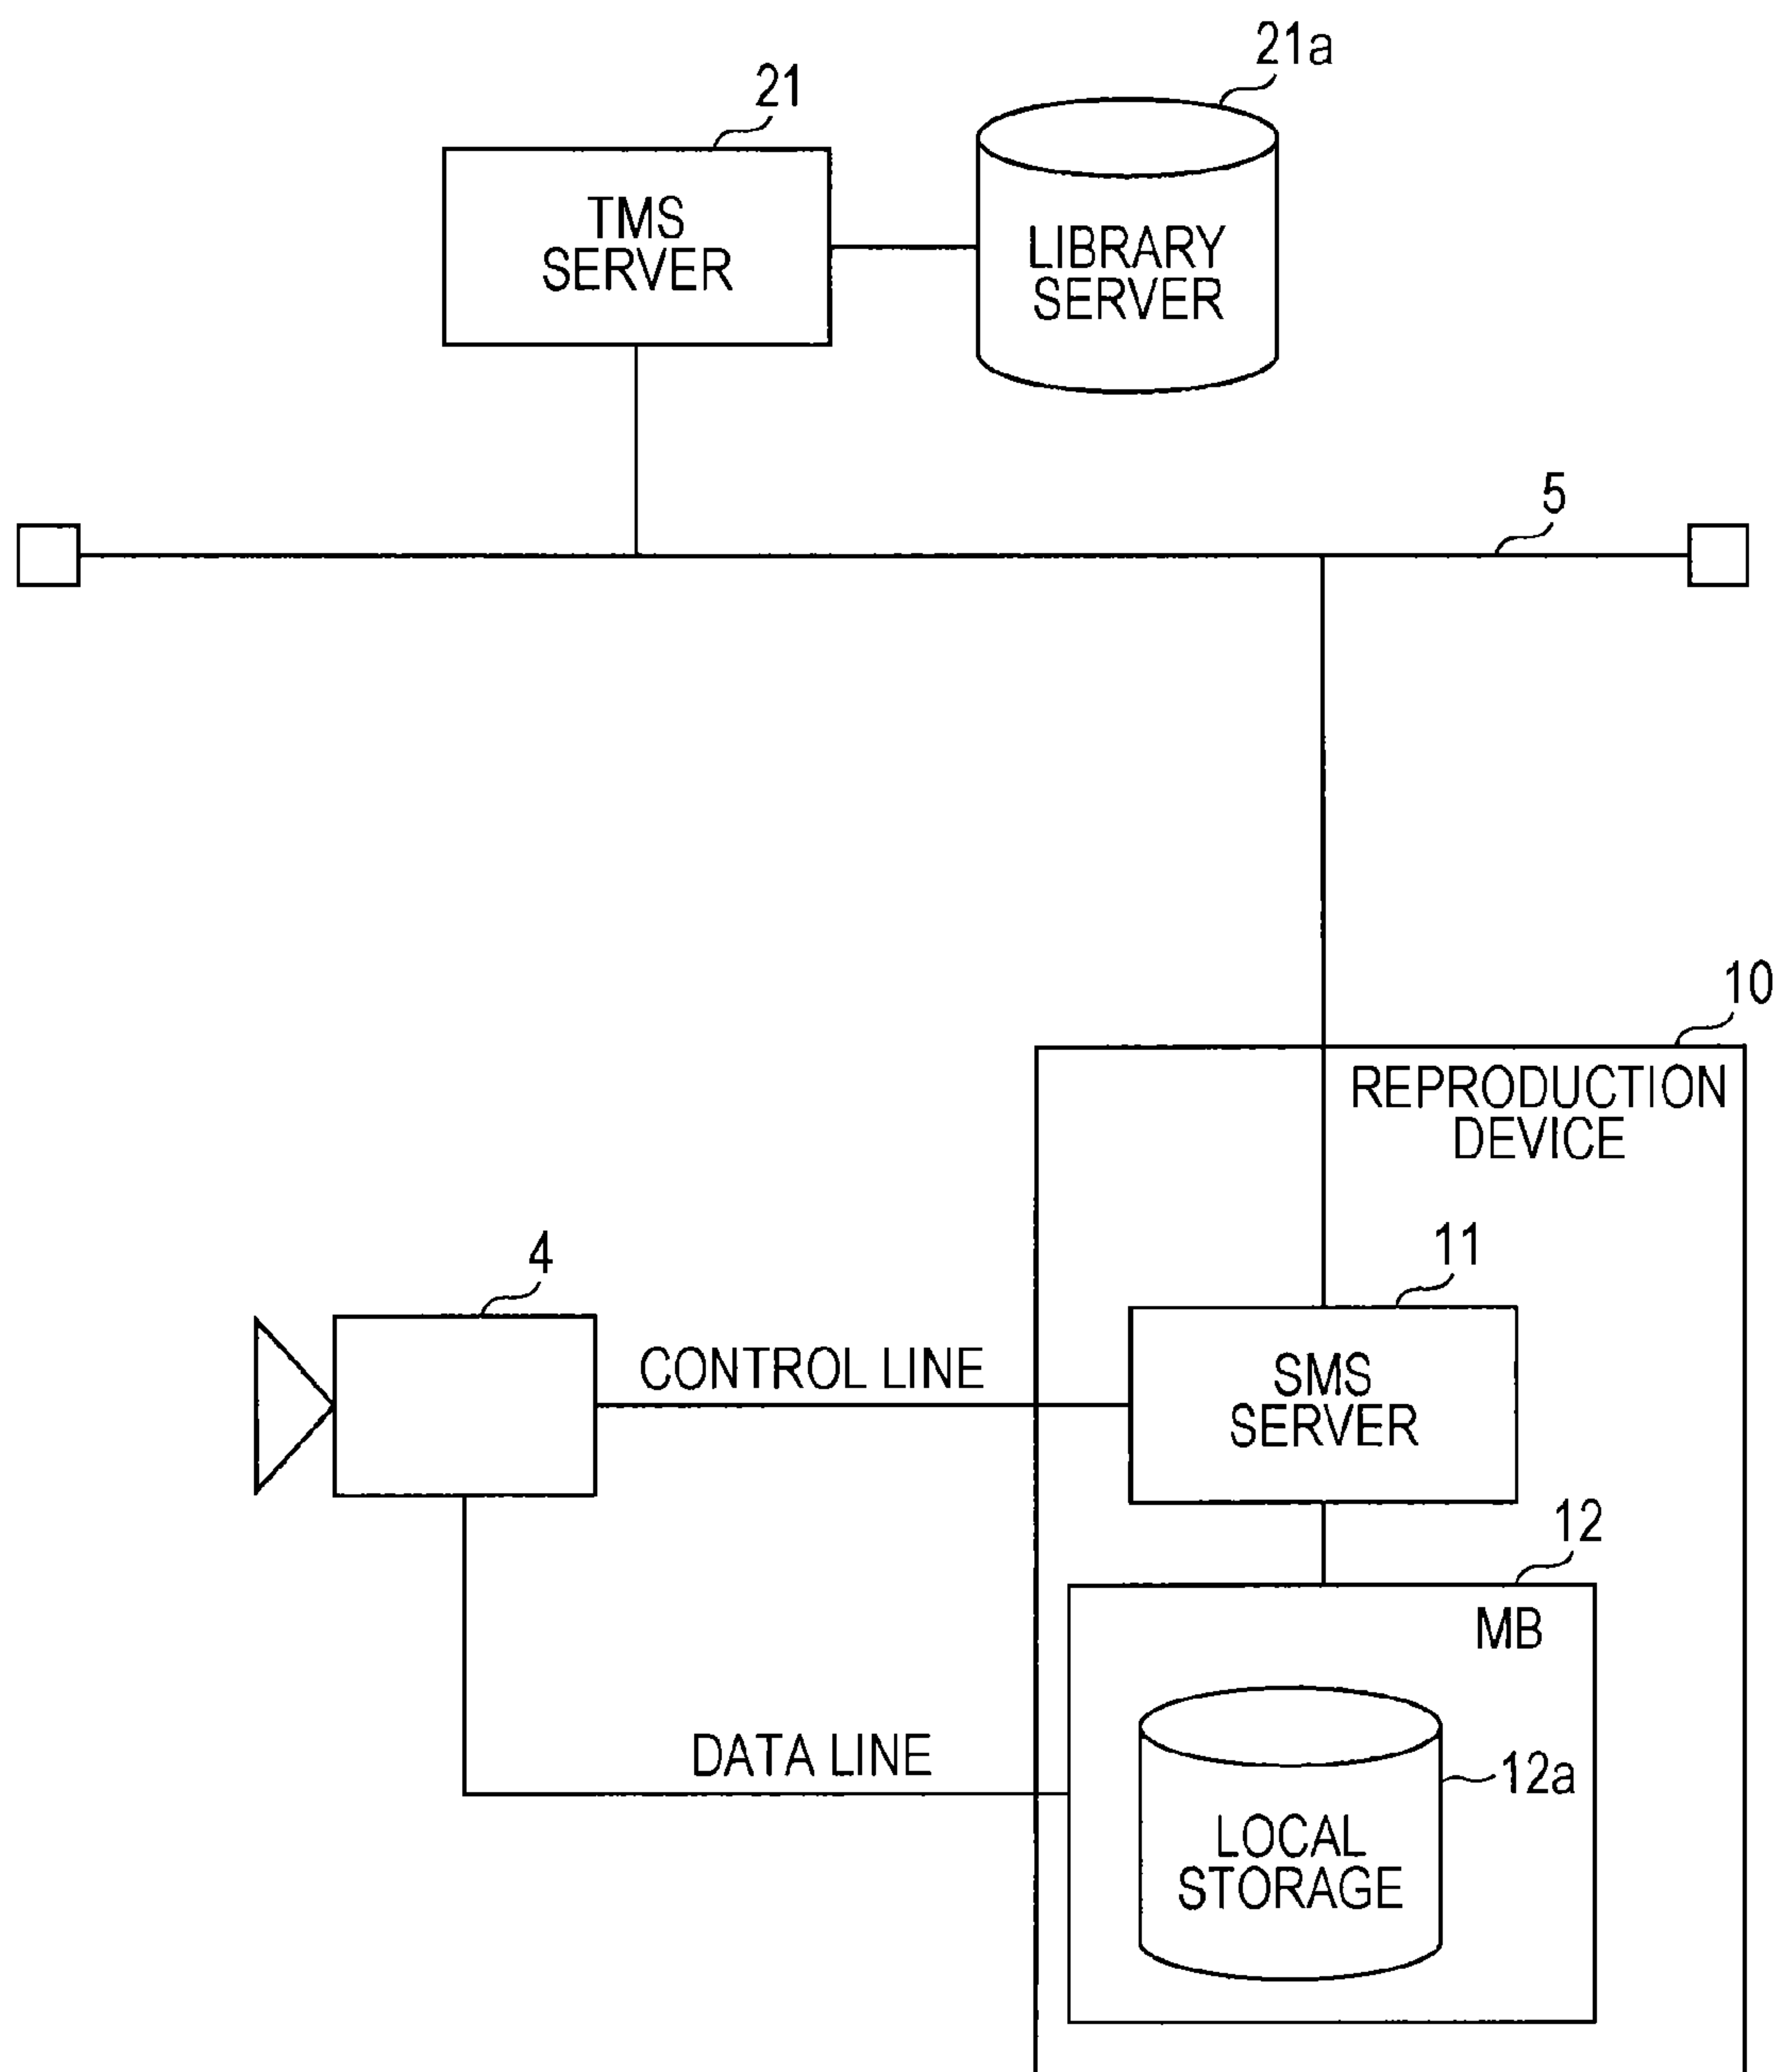 21a
21
TMS
SERVER
LIBRARY
SERVER
5
10
REPRODUCTION
DEVICE
4
11
CONTROL LINE
SMS
SERVER
12
MB
DATA LINE
12a
LOCAL
STORAGE